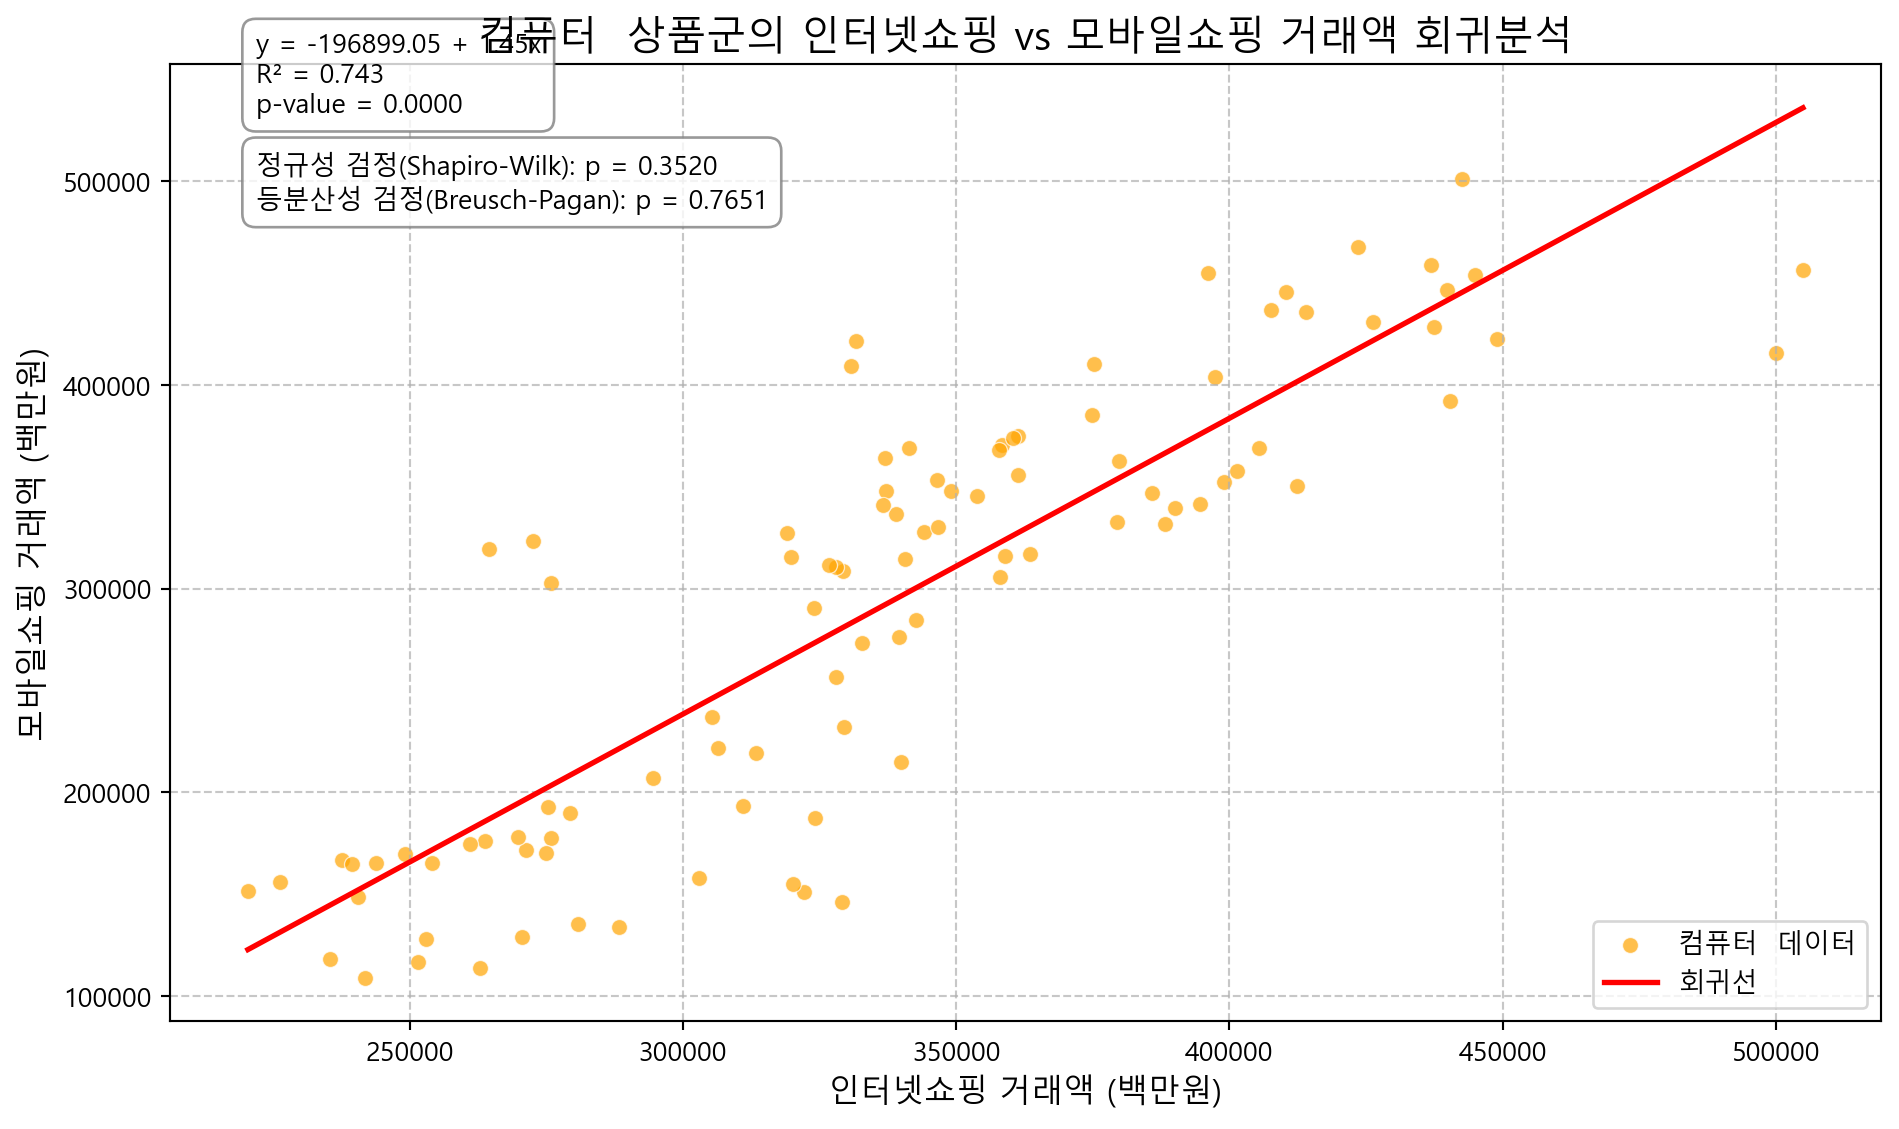 컴퓨터 상품군의 인터넷쇼핑 vs 모바일쇼핑 거래액 회귀분석
y = -196899.05 + 1.45x
R² = 0.743
p-value = 0.0000
정규성 검정(Shapiro-Wilk): p = 0.3520
등분산성 검정(Breusch-Pagan): p = 0.7651
모바일쇼핑 거래액 (백만원)
500000
400000
300000
200000
100000
컴퓨터 데이터
회귀선
250000 300000 350000 400000 450000 500000
인터넷쇼핑 거래액 (백만원)